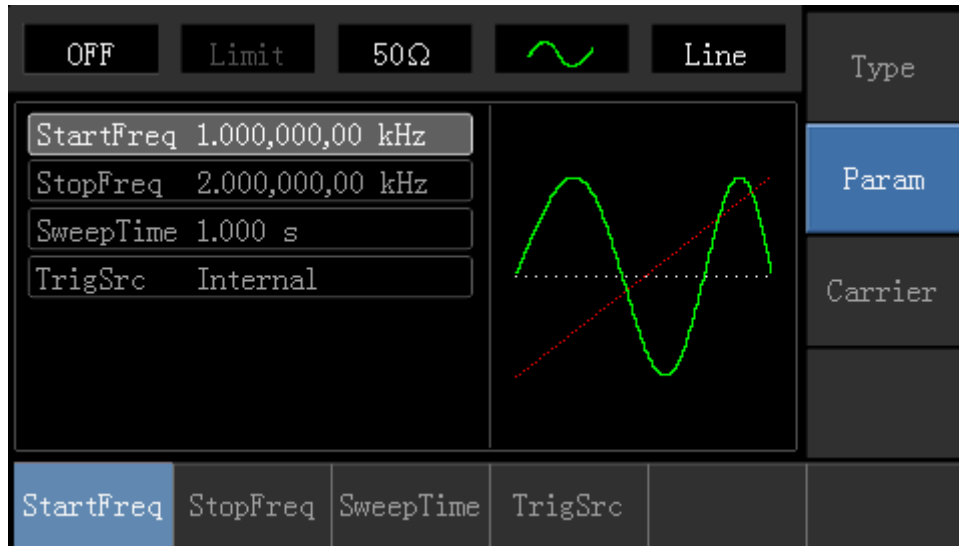 OFF Limit 50Ω Line
Type
StartFreq 1.000,000,00 kHz
StopFreq 2.000,000,00 kHz
Param
SweepTime 1.000 s
TrigSrc Internal
Carrier
StartFreq StopFreq SweepTime TrigSrc